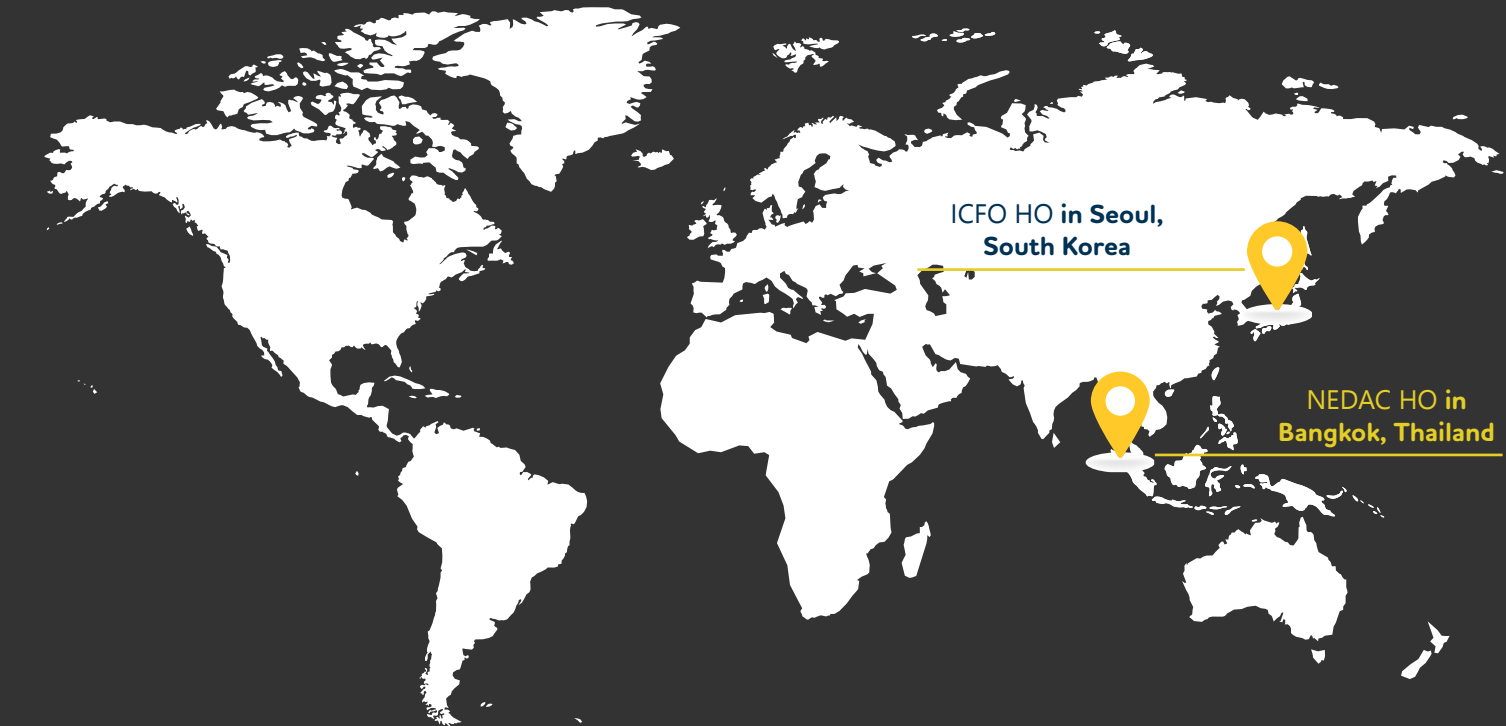 ICFO HO in Seoul,
South Korea
NEDAC HO in
Bangkok, Thailand